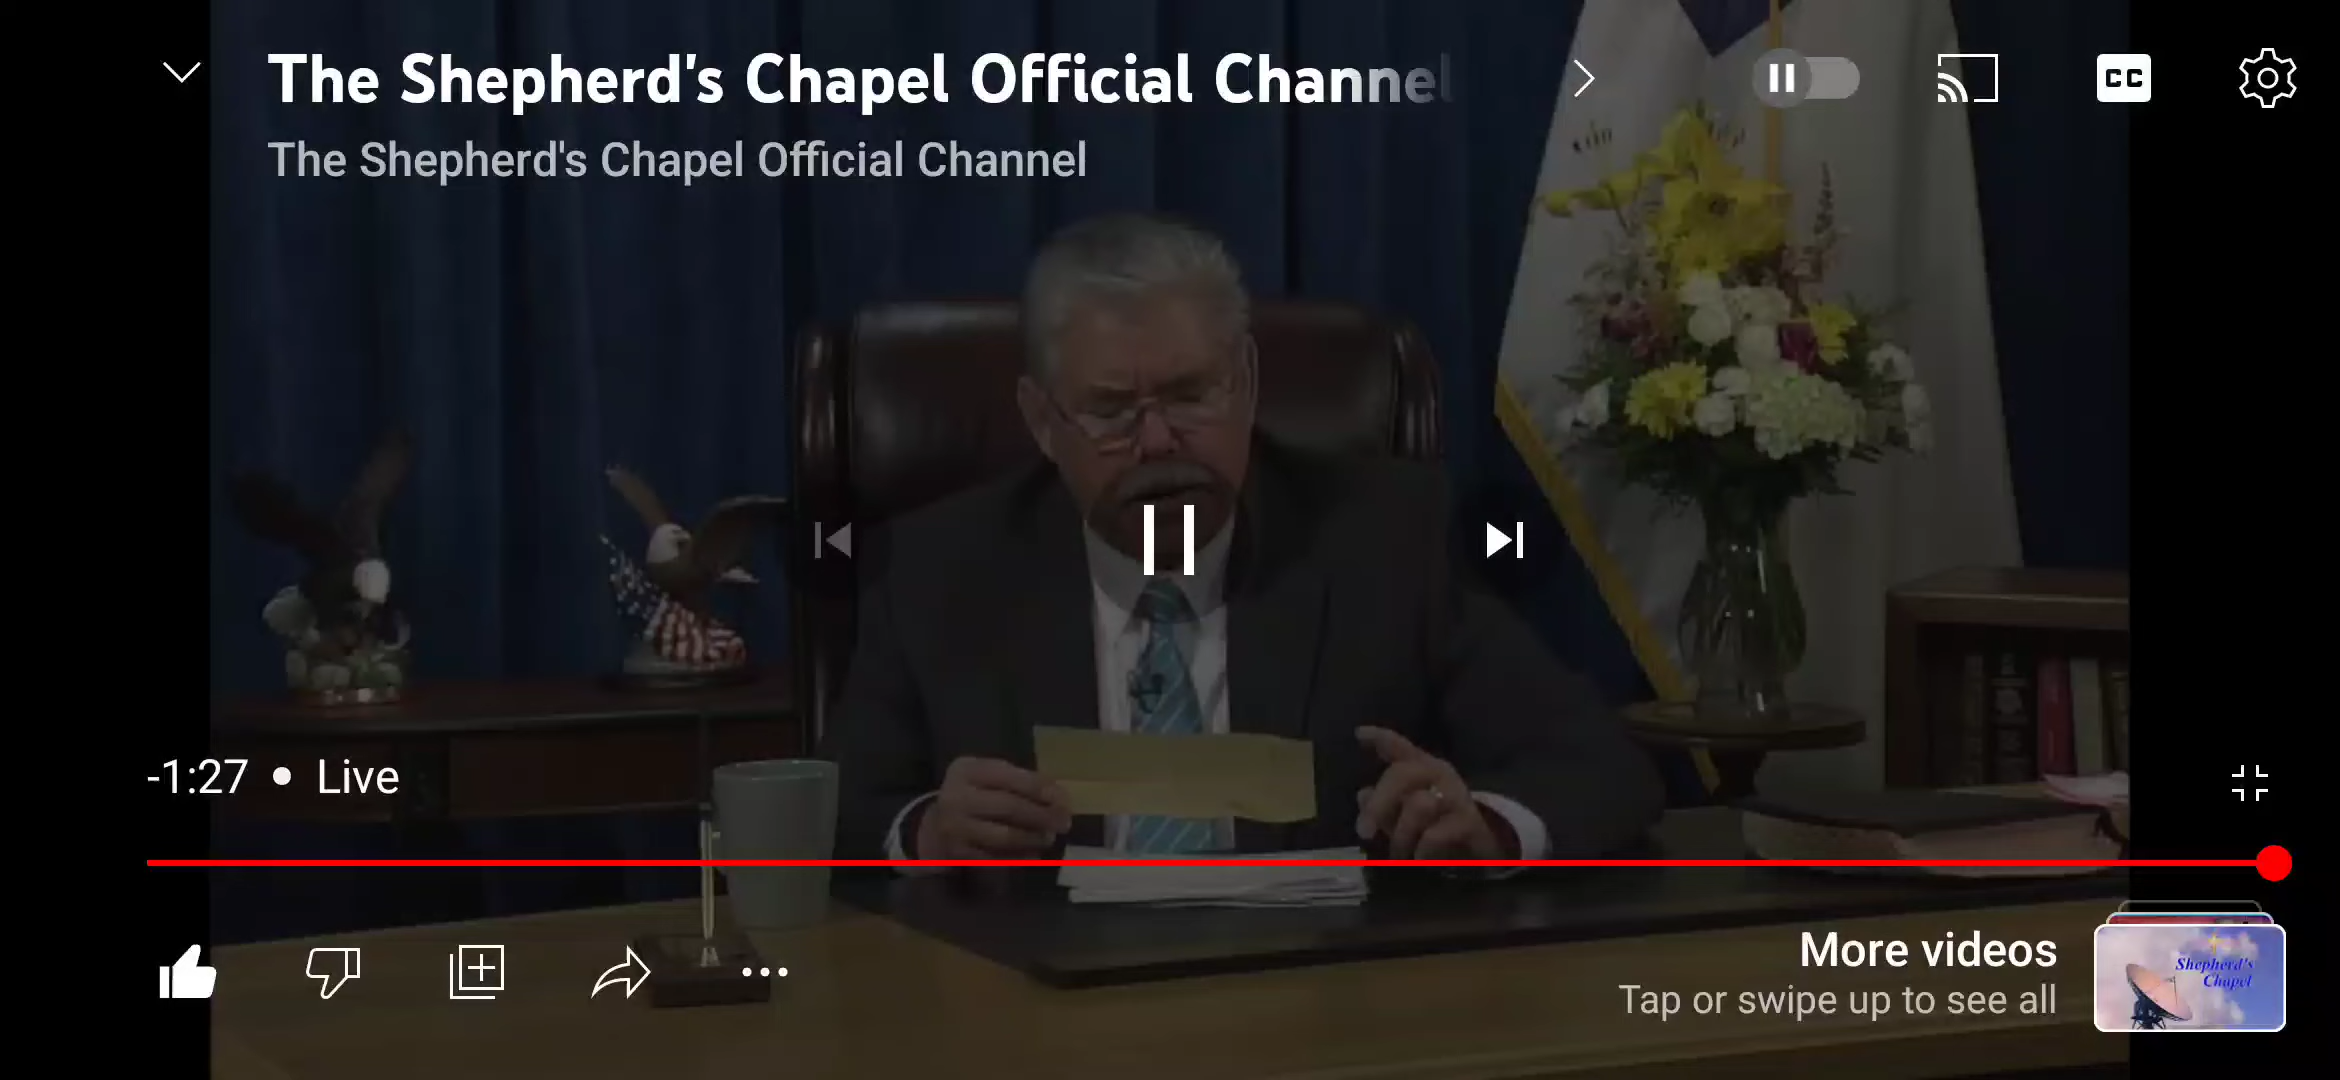 The Shepherd's Chapel Official Channel
CC
The Shepherd's Chapel Official Channel
-1:27 • Live
More videos
Tap or swipe up to see all
Shepherd's
Chapel